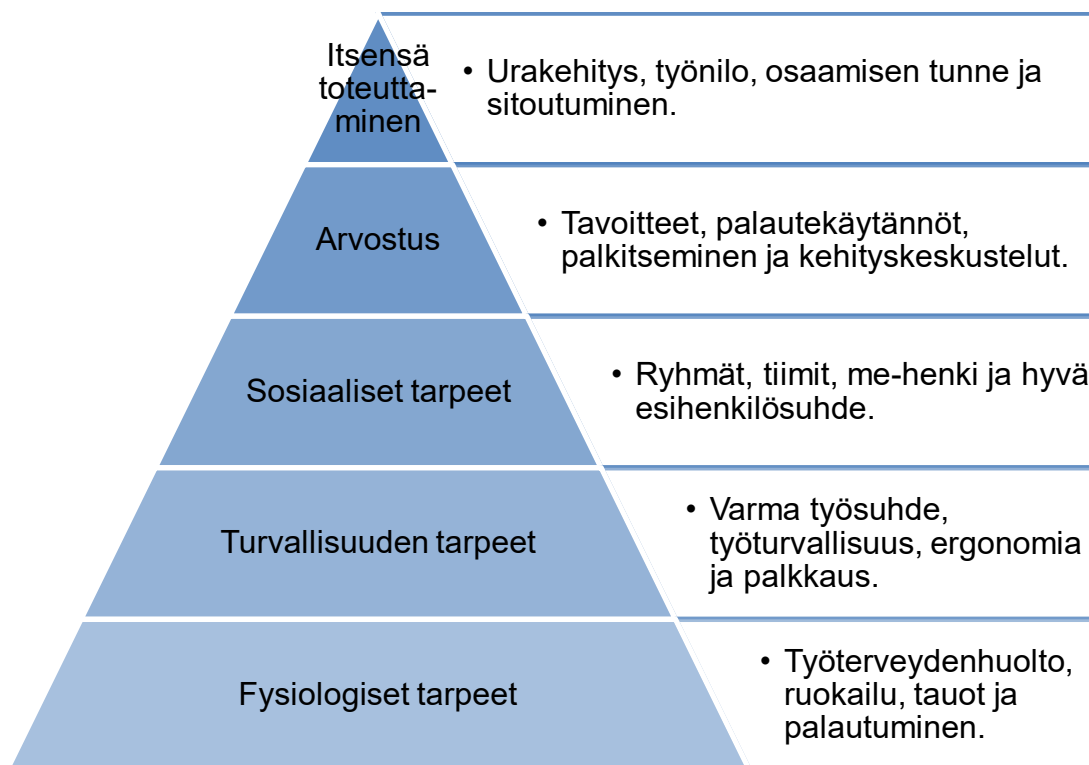 Itsensä
toteutta-
minen
• Urakehitys, työnilo, osaamisen tunne ja
sitoutuminen.
Arvostus
• Tavoitteet, palautekäytännöt,
palkitseminen ja kehityskeskustelut.
Sosiaaliset tarpeet
• Ryhmät, tiimit, me-henki ja hyvä
esihenkilösuhde.
Turvallisuuden tarpeet
• Varma työsuhde,
työturvallisuus, ergonomia
ja palkkaus.
Fysiologiset tarpeet
• Työterveydenhuolto,
ruokailu, tauot ja
palautuminen.